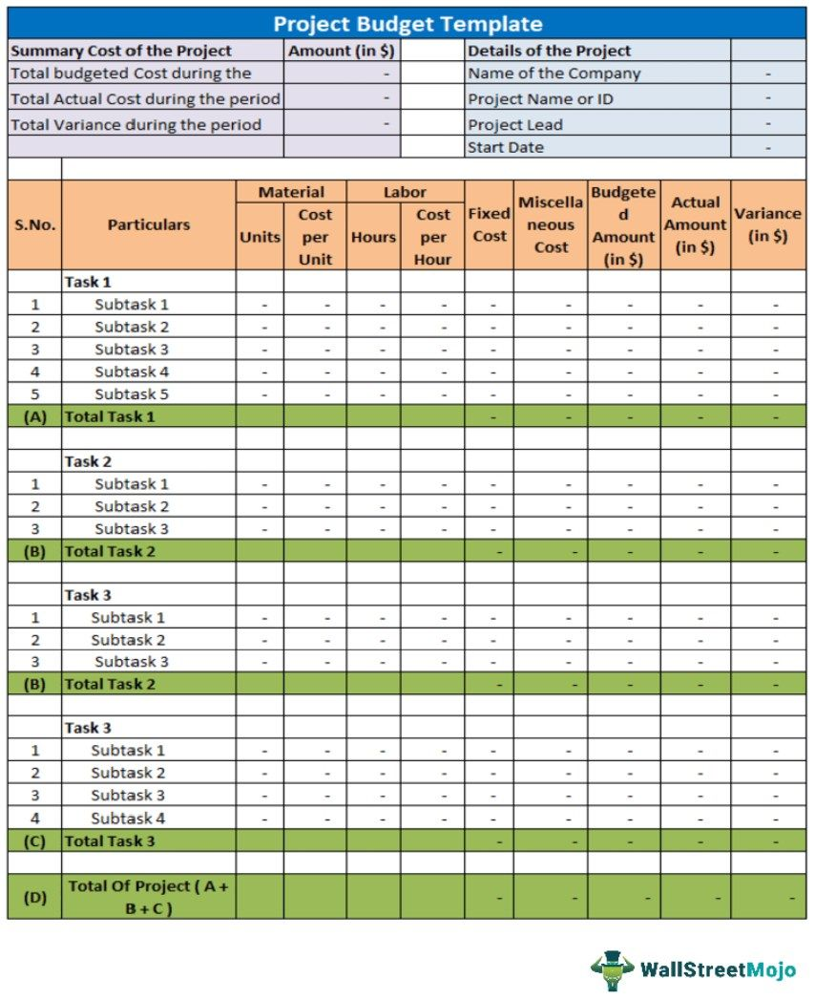 Project Budget Template
Summary Cost of the Project Amount (in $) Details of the Project
Total budgeted Cost during the - Name of the Company -
Total Actual Cost during the period - Project Name or ID -
Total Variance during the period - Project Lead -
Start Date -
S.No. Particulars Material Labor Fixed Cost Miscella neous Cost Budgete d Amount (in $) Actual Amount (in $) Variance (in $)
Units Cost per Unit Hours Cost per Hour
Task 1
1 Subtask 1 - - - - - - - - -
2 Subtask 2 - - - - - - - - -
3 Subtask 3 - - - - - - - - -
4 Subtask 4 - - - - - - - - -
5 Subtask 5 - - - - - - - - -
(A) Total Task 1 - - - - -
Task 2
1 Subtask 1 - - - - - - - - -
2 Subtask 2 - - - - - - - - -
3 Subtask 3 - - - - - - - - -
(B) Total Task 2 - - - - -
Task 3
1 Subtask 1 - - - - - - - - -
2 Subtask 2 - - - - - - - - -
3 Subtask 3 - - - - - - - - -
(B) Total Task 2 - - - - -
Task 3
1 Subtask 1 - - - - - - - - -
2 Subtask 2 - - - - - - - - -
3 Subtask 3 - - - - - - - - -
4 Subtask 4 - - - - - - - - -
(C) Total Task 3 - - - - -
(D) Total Of Project ( A + B + C ) - - - - -
WallStreetMojo